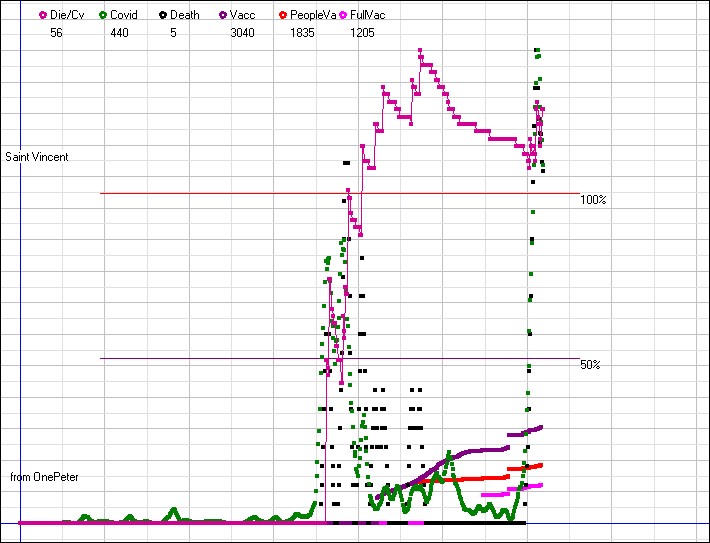 Die/Cv Covid Death Vacc PeopleVa FullVac
56 440 5 3040 1835 1205
Saint Vincent
100%
50%
from OnePeter